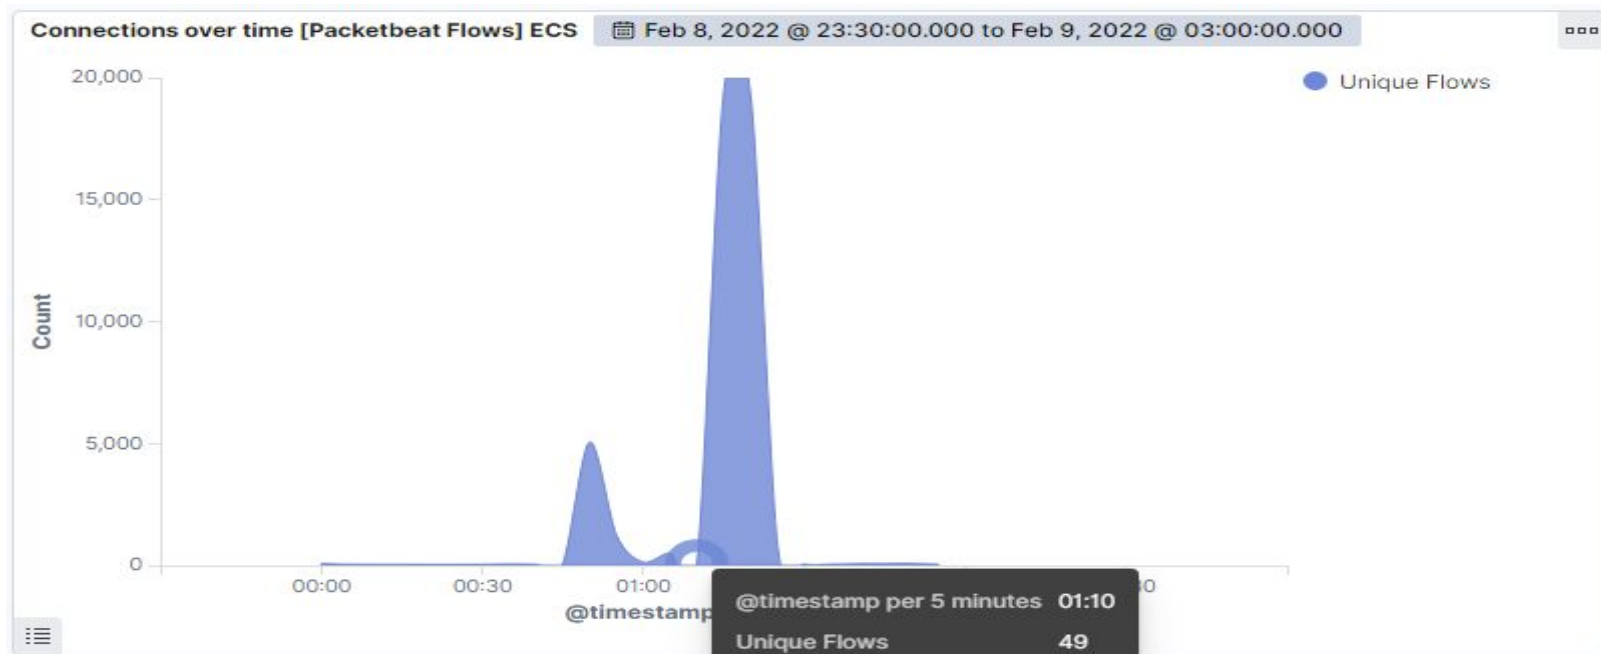 Connections over time [Packetbeat Flows] ECS Feb 8, 2022 @ 23:30:00.000 to Feb 9, 2022 @ 03:00:00.000
Unique Flows
20,000
15,000
10,000
5,000
0
Count
00:00 00:30 01:00
@timestamp
@timestamp per 5 minutes 01:10
Unique Flows 49